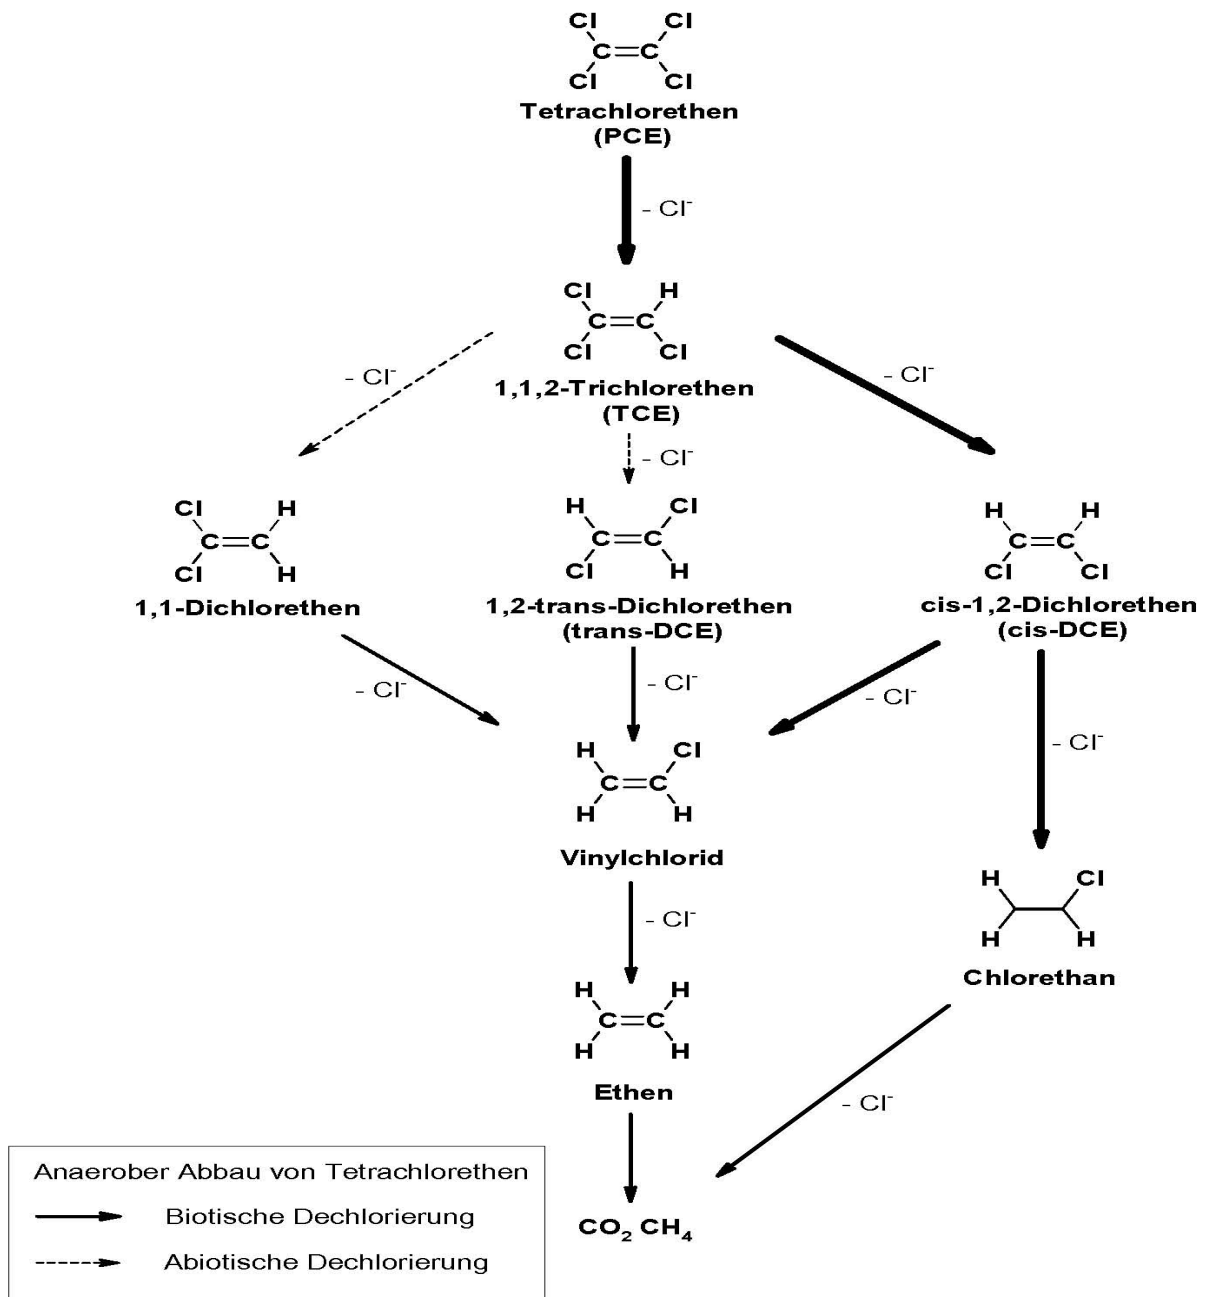 Cl Cl
C=C
Cl Cl
Tetrachlorethen
(PCE)
- Cl⁻
Cl H
C=C
Cl Cl
1,1,2-Trichlorethen
(TCE)
- Cl⁻
- Cl⁻
- Cl⁻
Cl H
C=C
Cl H
1,1-Dichlorethen
H Cl
C=C
Cl H
1,2-trans-Dichlorethen
(trans-DCE)
H H
C=C
Cl Cl
cis-1,2-Dichlorethen
(cis-DCE)
- Cl⁻
- Cl⁻
- Cl⁻
- Cl⁻
H Cl
C=C
H H
Vinylchlorid
H Cl
H H
Chlorethan
- Cl⁻
H H
C=C
H H
Ethen
- Cl⁻
CO₂ CH₄
Anaerober Abbau von Tetrachlorethen
Biotische Dechlorierung
Abiotische Dechlorierung